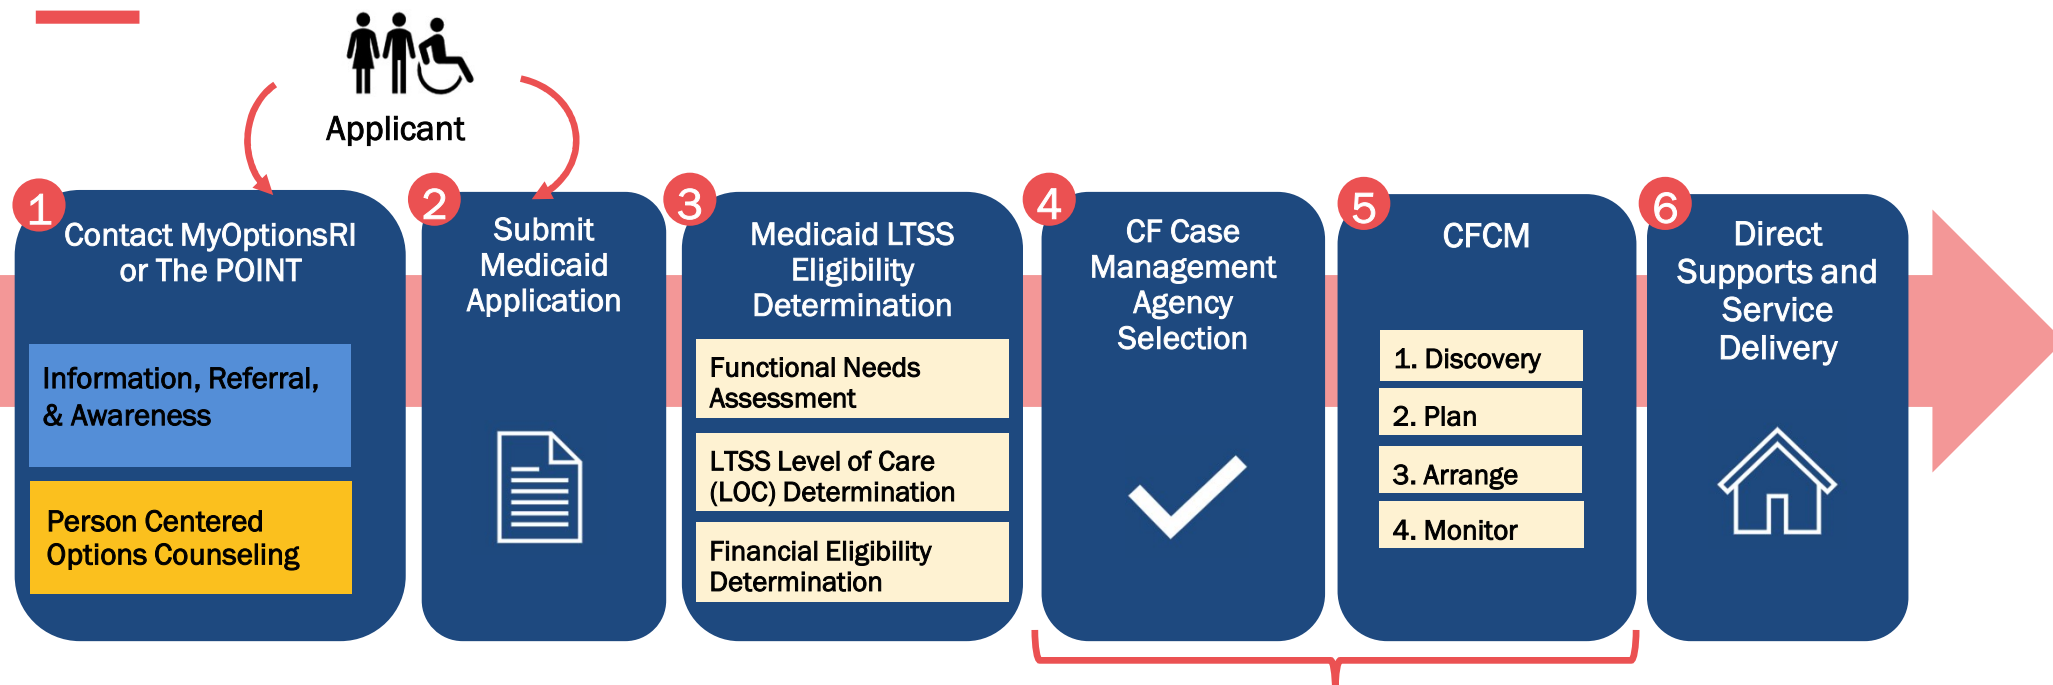 Applicant
1
Contact MyOptionsRI
or The POINT
Information, Referral,
& Awareness
Person Centered
Options Counseling
2
Submit
Medicaid
Application
3
Medicaid LTSS
Eligibility
Determination
Functional Needs
Assessment
LTSS Level of Care
(LOC) Determination
Financial Eligibility
Determination
4
CF Case
Management
Agency
Selection
5
CFCM
1. Discovery
2. Plan
3. Arrange
4. Monitor
6
Direct
Supports and
Service
Delivery